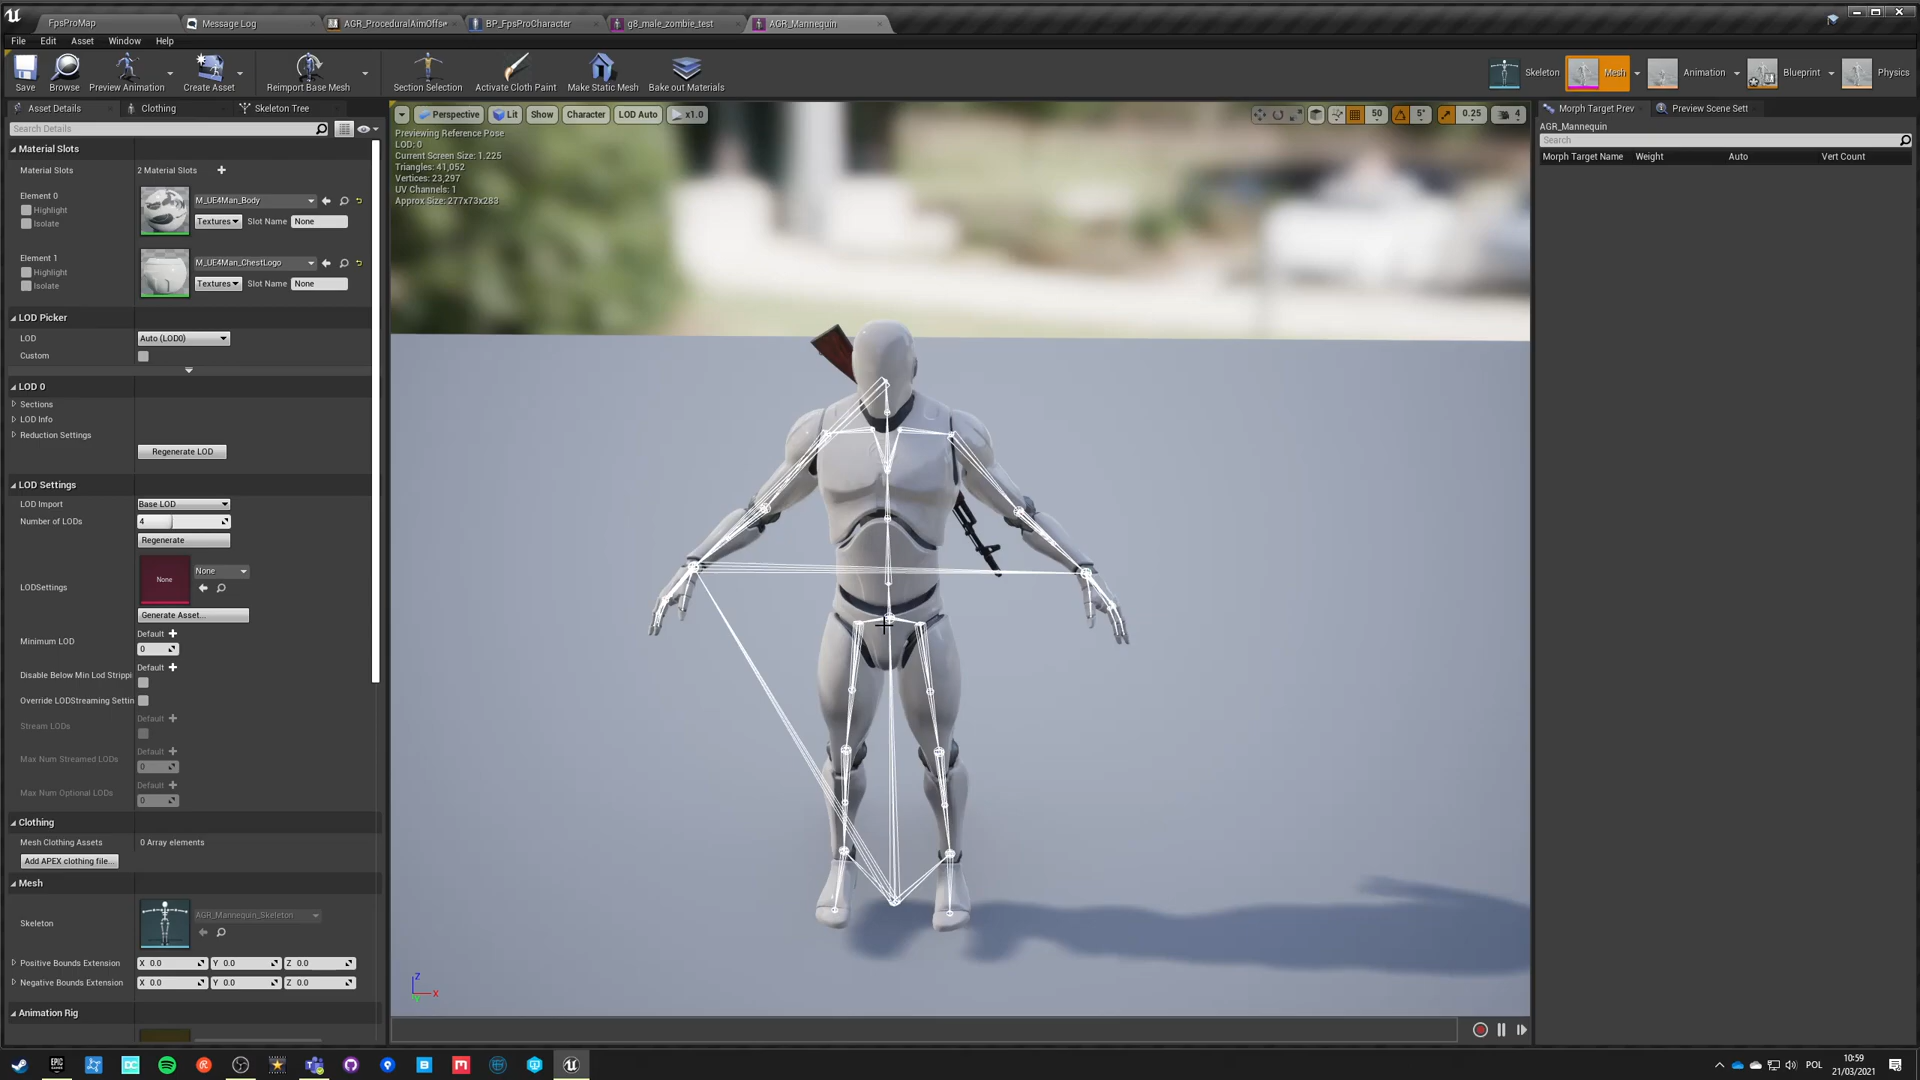 FpsProMap
Message Log
AGR_ProceduralAimOffse
BP_FpsProCharacter
g8_male_zombie_test
AGR_Mannequin
File Edit Asset Window Help
Save
Browse
Preview Animation
Create Asset
Reimport Base Mesh
Section Selection
Activate Cloth Paint
Make Static Mesh
Bake out Materials
Skeleton
Mesh
Animation
Blueprint
Physics
Asset Details
Clothing
Skeleton Tree
Search Details
Material Slots
Material Slots 2 Material Slots
Element 0
Highlight
Isolate
M_UE4Man_Body
Textures Slot Name None
Element 1
Highlight
Isolate
M_UE4Man_ChestLogo
Textures Slot Name None
LOD Picker
LOD Auto (LOD0)
Custom
LOD 0
Sections
LOD Info
Reduction Settings
Regenerate LOD
LOD Settings
LOD Import Base LOD
Number of LODs 4
Regenerate
LODSettings
None
None
Generate Asset...
Minimum LOD
Default
0
Disable Below Min Lod Strippi
Default
Override LODStreaming Settin
Stream LODs
Default
Max Num Streamed LODs
Default
0
Max Num Optional LODs
Default
0
Clothing
Mesh Clothing Assets 0 Array elements
Add APEX clothing file...
Mesh
Skeleton
AGR_Mannequin_Skeleton
Positive Bounds Extension X 0.0 Y 0.0 Z 0.0
Negative Bounds Extension X 0.0 Y 0.0 Z 0.0
Animation Rig
Perspective
Lit
Show
Character
LOD Auto
x1.0
50
5°
0.25
4
Previewing Reference Pose
LOD: 0
Current Screen Size: 1.225
Triangles: 41,052
Vertices: 23,297
UV Channels: 1
Approx Size: 277x73x283
Z
X
Morph Target Prev
Preview Scene Sett
AGR_Mannequin
Search
Morph Target Name Weight Auto Vert Count
EPIC
DC
B
M
POL
10:59
21/03/2021